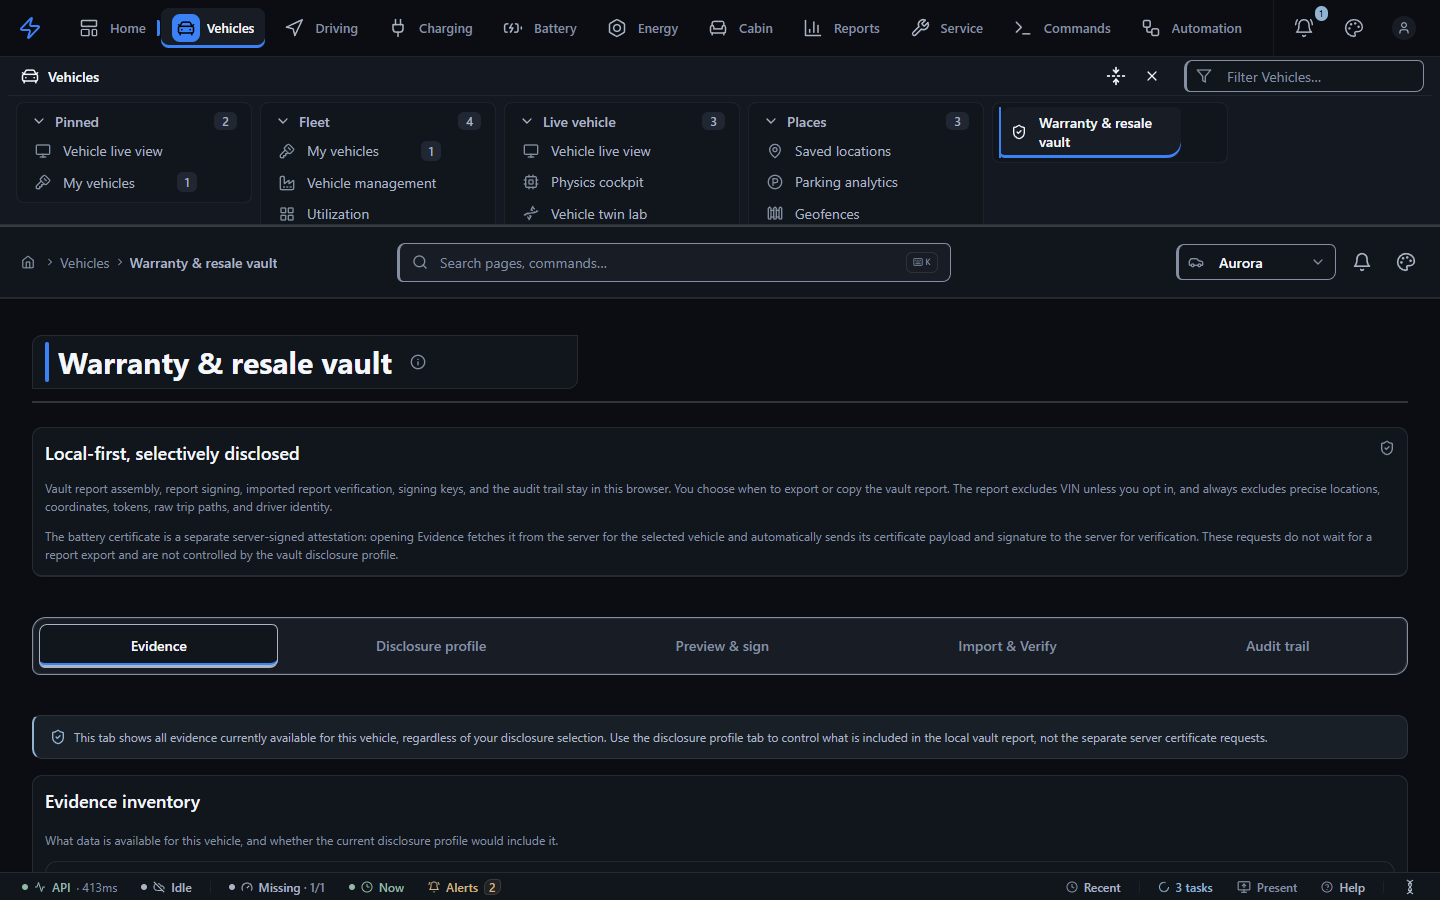 Home
Vehicles
Driving
Charging
Battery
Energy
Cabin
Reports
Service
Commands
Automation
1
Vehicles
Filter Vehicles...
Pinned 2
Vehicle live view
My vehicles 1
Fleet 4
My vehicles 1
Vehicle management
Utilization
Live vehicle 3
Vehicle live view
Physics cockpit
Vehicle twin lab
Places 3
Saved locations
Parking analytics
Geofences
Warranty & resale
vault
Vehicles
Warranty & resale vault
Search pages, commands...
K
Aurora
Warranty & resale vault
Local-first, selectively disclosed
Vault report assembly, report signing, imported report verification, signing keys, and the audit trail stay in this browser. You choose when to export or copy the vault report. The report excludes VIN unless you opt in, and always excludes precise locations,
coordinates, tokens, raw trip paths, and driver identity.
The battery certificate is a separate server-signed attestation: opening Evidence fetches it from the server for the selected vehicle and automatically sends its certificate payload and signature to the server for verification. These requests do not wait for a
report export and are not controlled by the vault disclosure profile.
Evidence
Disclosure profile
Preview & sign
Import & Verify
Audit trail
This tab shows all evidence currently available for this vehicle, regardless of your disclosure selection. Use the disclosure profile tab to control what is included in the local vault report, not the separate server certificate requests.
Evidence inventory
What data is available for this vehicle, and whether the current disclosure profile would include it.
API · 413ms
Idle
Missing · 1/1
Now
Alerts 2
Recent
3 tasks
Present
Help